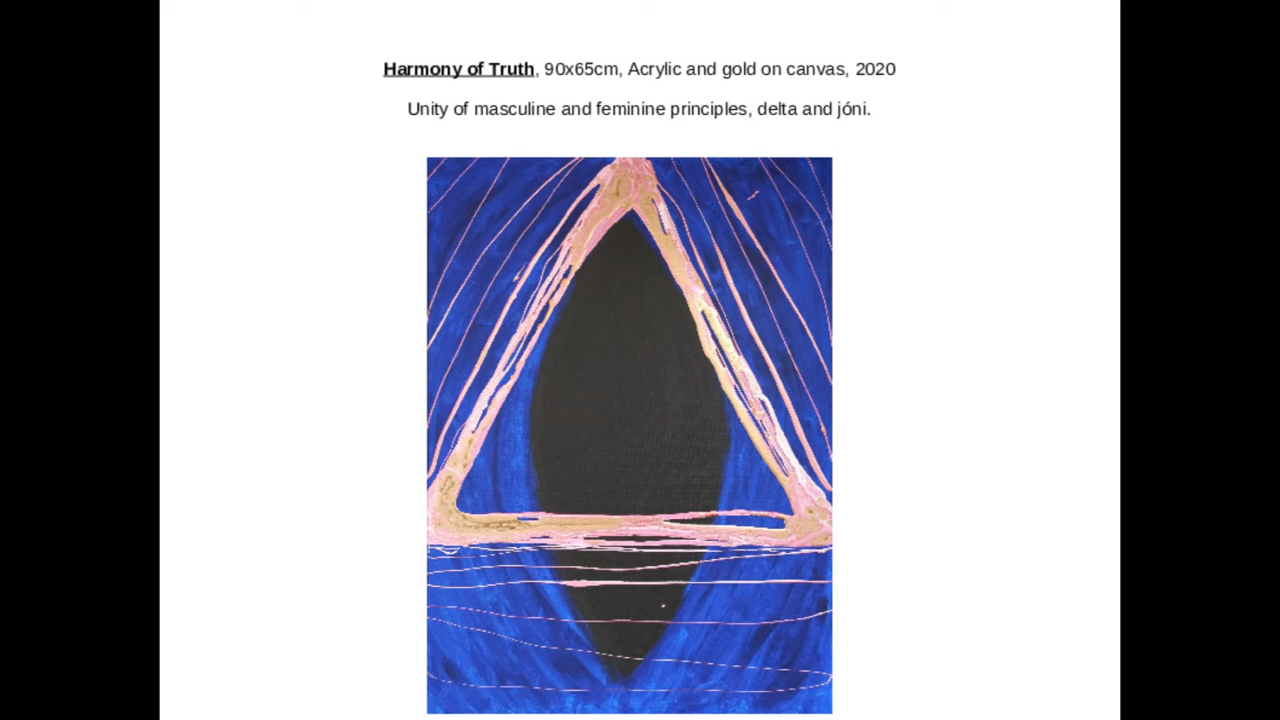 Harmony of Truth, 90x65cm, Acrylic and gold on canvas, 2020
Unity of masculine and feminine principles, delta and jóni.